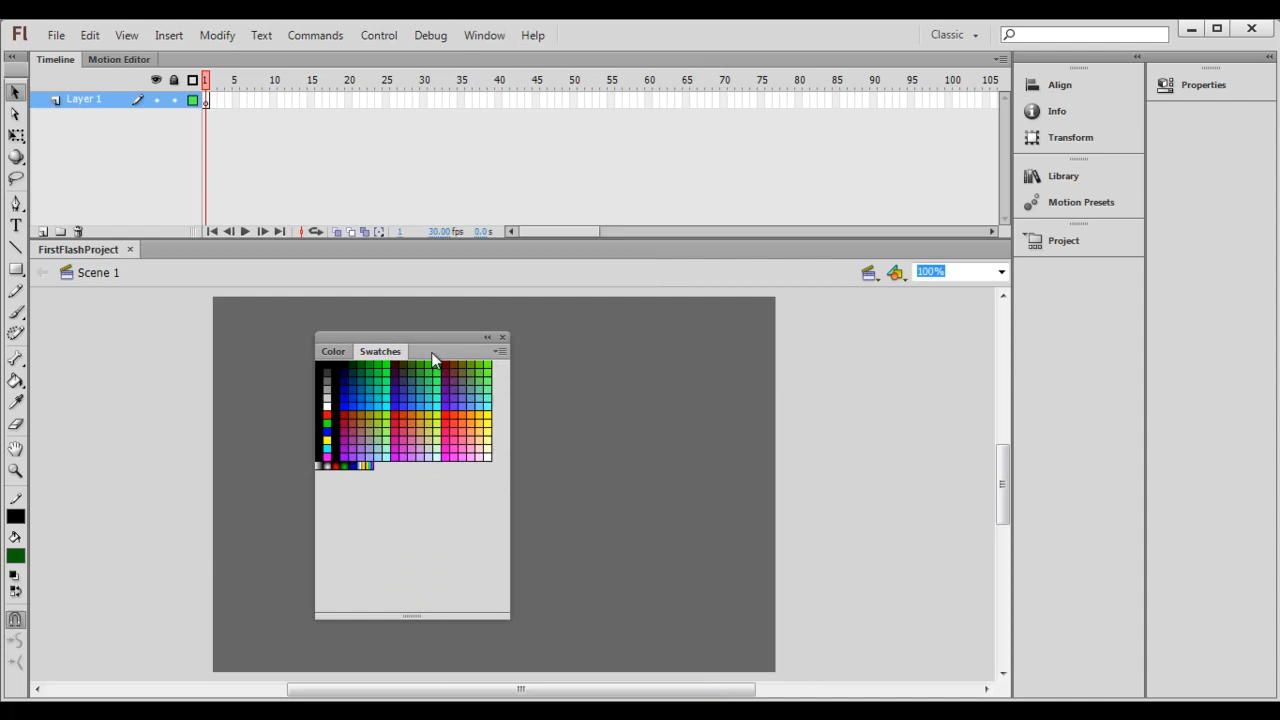 Fl File Edit View Insert Modify Text Commands Control Debug Window Help Classic
Timeline Motion Editor
1 5 10 15 20 25 30 35 40 45 50 55 60 65 70 75 80 85 90 95 100 105
Layer 1
1 30.00 fps 0.0 s
FirstFlashProject
Scene 1 100%
Color Swatches
Align
Info
Transform
Library
Motion Presets
Project
Properties